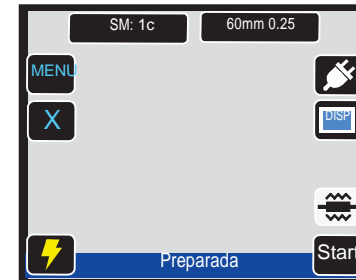 SM: 1c
60mm 0.25
MENU
X
DISP
Preparada
Start